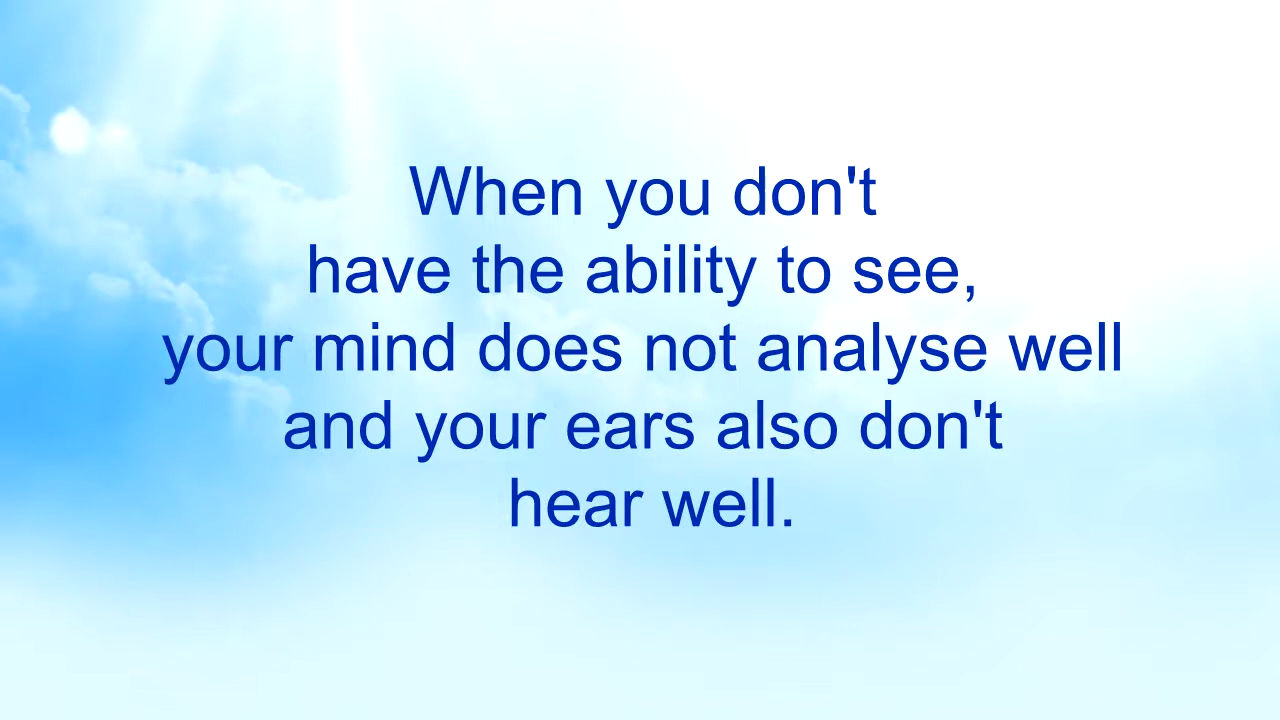 When you don't
have the ability to see,
your mind does not analyse well
and your ears also don't
hear well.